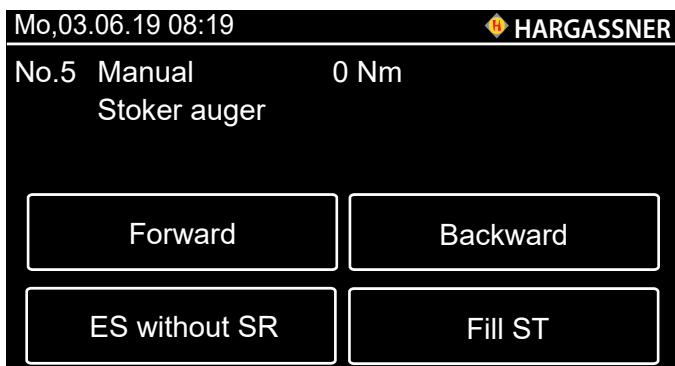 Mo,03.06.19 08:19 HARGASSNER
No.5 Manual 0 Nm
Stoker auger
Forward Backward
ES without SR Fill ST